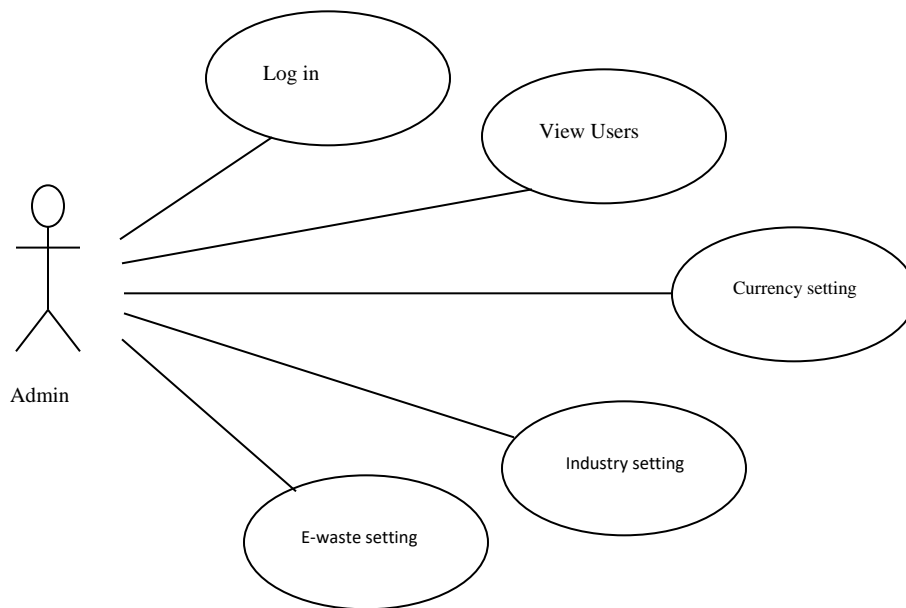 Log in
View Users
Currency setting
Admin
Industry setting
E-waste setting